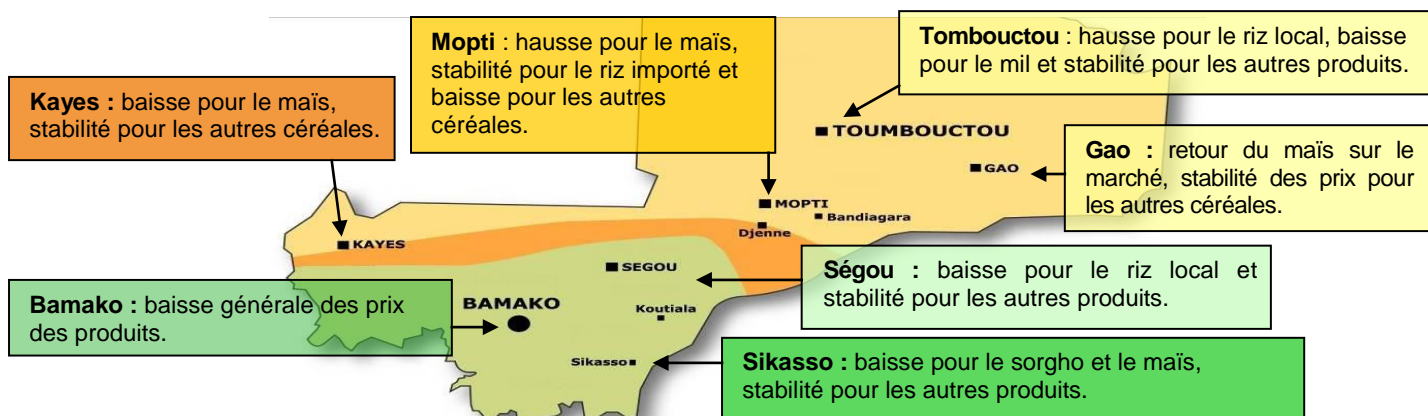 Mopti : hausse pour le maïs,
stabilité pour le riz importé et
baisse pour les autres
céréales.
Tombouctou : hausse pour le riz local, baisse
pour le mil et stabilité pour les autres produits.
Kayes : baisse pour le maïs,
stabilité pour les autres céréales.
TOUMBOUCTOU
GAO
Gao : retour du maïs sur le
marché, stabilité des prix pour
les autres céréales.
MOPTI
Bandiagara
Djenne
KAYES
SEGOU
Ségou : baisse pour le riz local et
stabilité pour les autres produits.
Bamako : baisse générale des prix
des produits.
BAMAKO
Koutiala
Sikasso
Sikasso : baisse pour le sorgho et le maïs,
stabilité pour les autres produits.